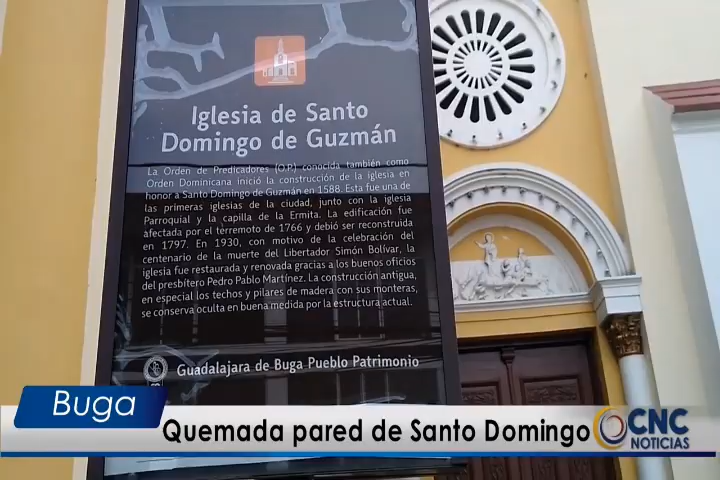 Iglesia de Santo
Domingo de Guzmán
La Orden de Predicadores (O.P.) conocida también como
Orden Dominicana inició la construcción de la iglesia en
honor a Santo Domingo de Guzmán en 1588. Esta fue una de
las primeras iglesias de la ciudad, junto con la iglesia
Parroquial y la capilla de la Ermita. La edificación fue
afectada por el terremoto de 1766 y debió ser reconstruida
en 1797. En 1930, con motivo de la celebración del
centenario de la muerte del Libertador Simón Bolívar, la
iglesia fue restaurada y renovada gracias a los buenos oficios
del presbítero Pedro Pablo Martínez. La construcción antigua,
en especial los techos y pilares de madera con sus monteras,
se conserva oculta en buena medida por la estructura actual.
Guadalajara de Buga Pueblo Patrimonio
Buga
Quemada pared de Santo Domingo
CNC
NOTICIAS